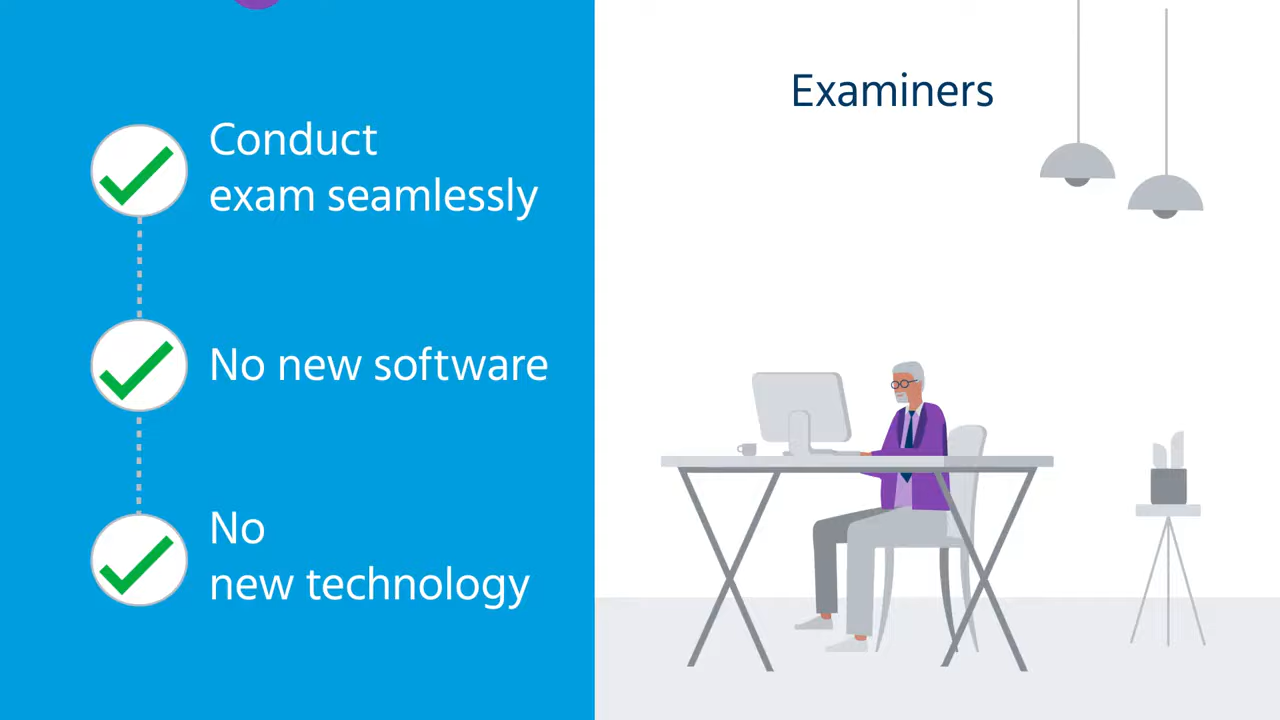 Conduct
exam seamlessly
No new software
No
new technology
Examiners